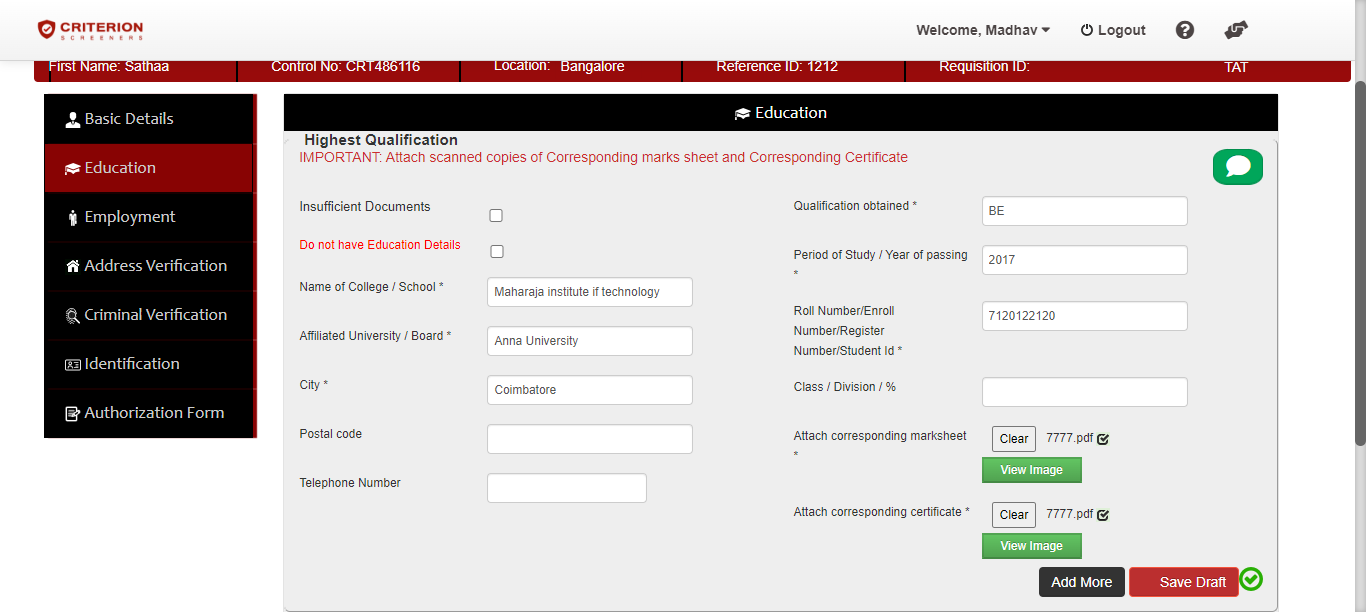 CRITERION
SCREENERS
Welcome, Madhav
Logout
First Name: Sathaa
Control No: CRT486116
Location: Bangalore
Reference ID: 1212
Requisition ID:
TAT
Basic Details
Education
Employment
Address Verification
Criminal Verification
Identification
Authorization Form
Education
Highest Qualification
IMPORTANT: Attach scanned copies of Corresponding marks sheet and Corresponding Certificate
Insufficient Documents
Do not have Education Details
Name of College / School *
Maharaja institute if technology
Affiliated University / Board *
Anna University
City *
Coimbatore
Postal code
Telephone Number
Qualification obtained *
BE
Period of Study / Year of passing
*
2017
Roll Number/Enroll
Number/Register
Number/Student Id *
7120122120
Class / Division / %
Attach corresponding marksheet
*
Clear
7777.pdf
View Image
Attach corresponding certificate *
Clear
7777.pdf
View Image
Add More
Save Draft